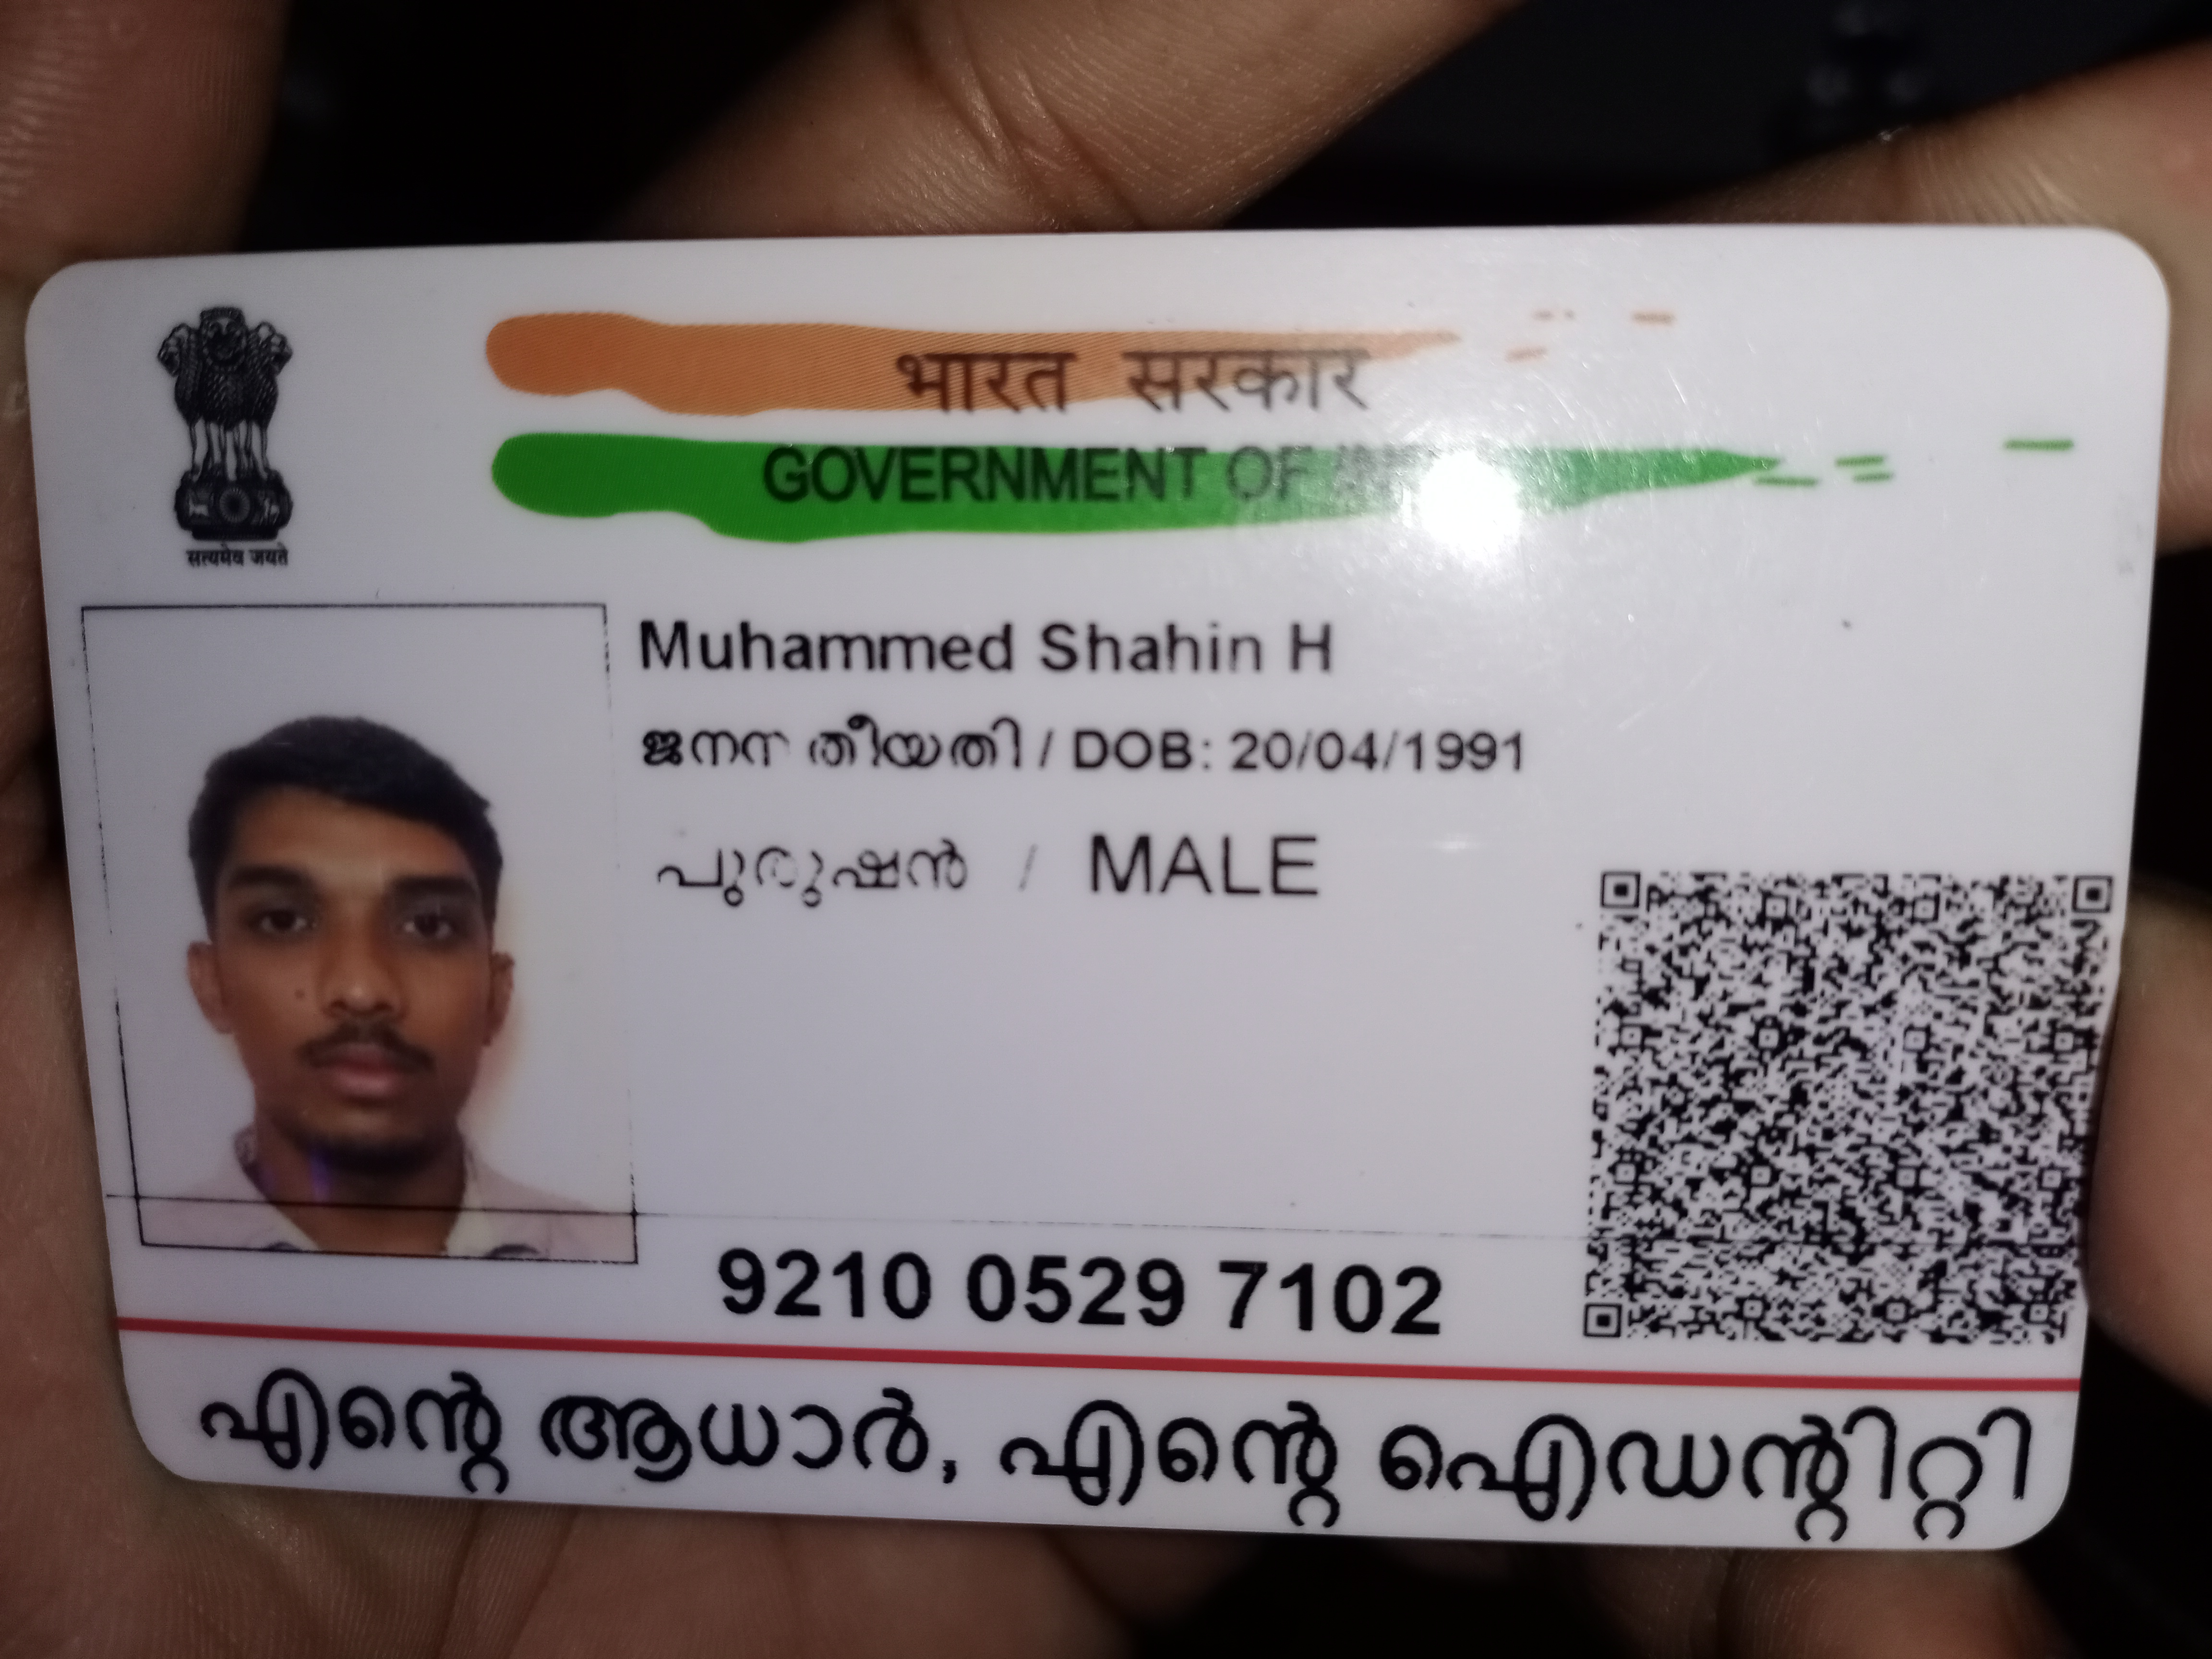 भारत सरकार
GOVERNMENT OF
सत्यमेव जयते
Muhammed Shahin H
ജനന തീയതി / DOB: 20/04/1991
പുരുഷൻ / MALE
9210 0529 7102
എന്റെ ആധാർ, എന്റെ ഐഡന്റിറ്റി